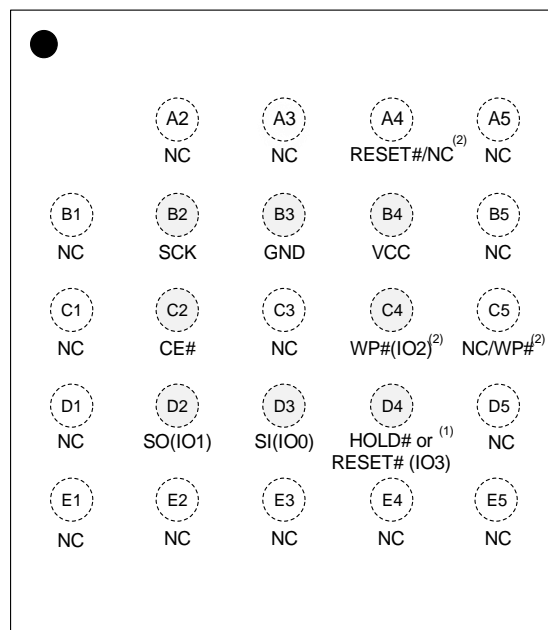 A2 A3 A4 A5
NC NC RESET#/NC(2) NC
B1 B2 B3 B4 B5
NC SCK GND VCC NC
C1 C2 C3 C4 C5
NC CE# NC WP#(IO2)(2) NC/WP#(2)
D1 D2 D3 D4 D5
NC SO(IO1) SI(IO0) HOLD# or (1) NC
RESET# (IO3)
E1 E2 E3 E4 E5
NC NC NC NC NC